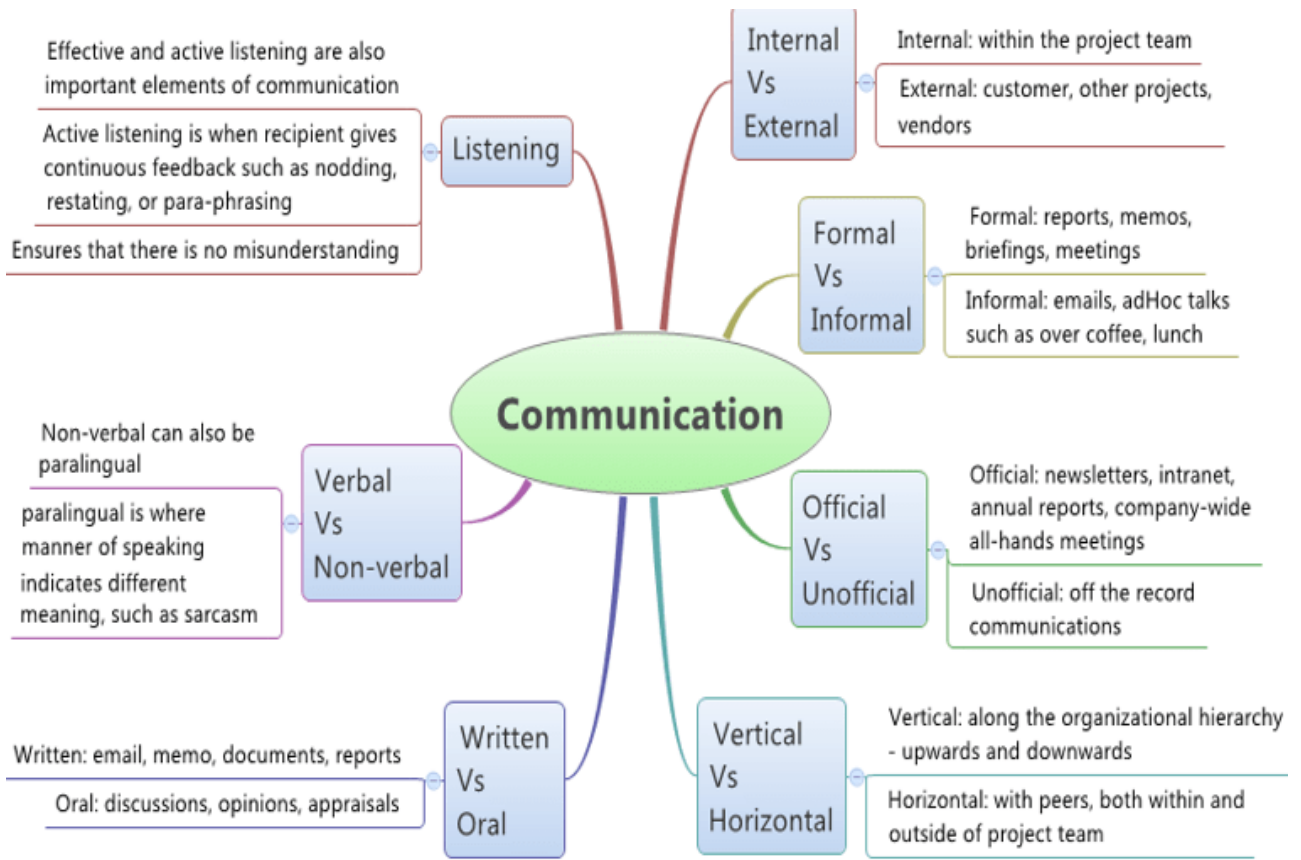 Communication
Internal
Vs
External
Internal: within the project team
External: customer, other projects,
vendors
Formal
Vs
Informal
Formal: reports, memos,
briefings, meetings
Informal: emails, adHoc talks
such as over coffee, lunch
Official
Vs
Unofficial
Official: newsletters, intranet,
annual reports, company-wide
all-hands meetings
Unofficial: off the record
communications
Vertical
Vs
Horizontal
Vertical: along the organizational hierarchy
- upwards and downwards
Horizontal: with peers, both within and
outside of project team
Written
Vs
Oral
Written: email, memo, documents, reports
Oral: discussions, opinions, appraisals
Verbal
Vs
Non-verbal
Non-verbal can also be
paralingual
paralingual is where
manner of speaking
indicates different
meaning, such as sarcasm
Listening
Effective and active listening are also
important elements of communication
Active listening is when recipient gives
continuous feedback such as nodding,
restating, or para-phrasing
Ensures that there is no misunderstanding